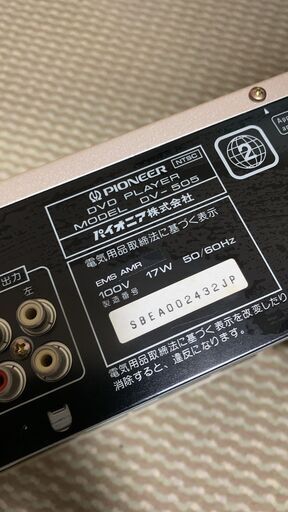 PIONEER
NTSC
DVD PLAYER
MODEL DV-505
パイオニア株式会社
2
電気用品取締法に基づく表示
EMS AMR
100V 17W 50/60Hz
製造番号
SBEA002432JP
電気用品取締法に基づく表示を改変したり
消除すると、違反になります。
出力
左